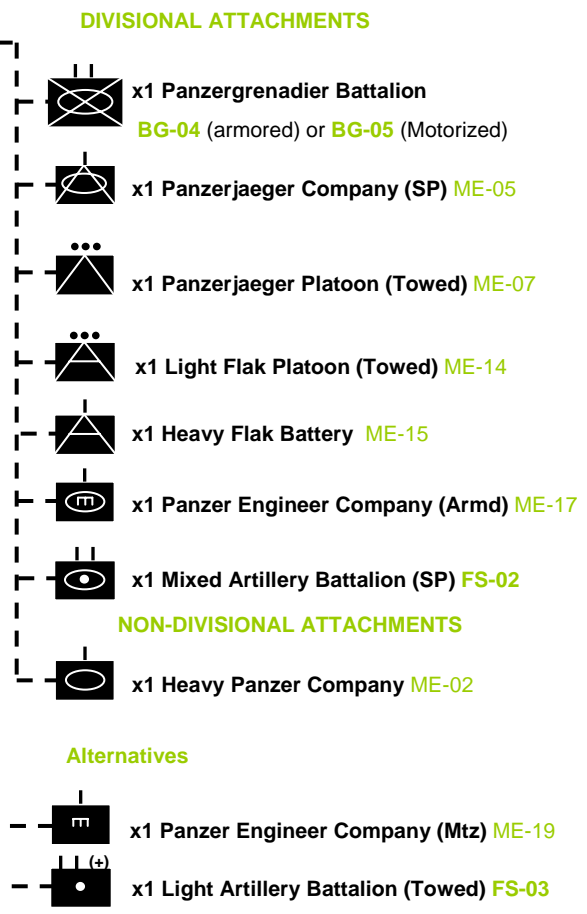 DIVISIONAL ATTACHMENTS
x1 Panzergrenadier Battalion
BG-04 (armored) or BG-05 (Motorized)
x1 Panzerjaeger Company (SP) ME-05
x1 Panzerjaeger Platoon (Towed) ME-07
x1 Light Flak Platoon (Towed) ME-14
x1 Heavy Flak Battery ME-15
x1 Panzer Engineer Company (Armd) ME-17
x1 Mixed Artillery Battalion (SP) FS-02
NON-DIVISIONAL ATTACHMENTS
x1 Heavy Panzer Company ME-02
Alternatives
x1 Panzer Engineer Company (Mtz) ME-19
(+)
x1 Light Artillery Battalion (Towed) FS-03